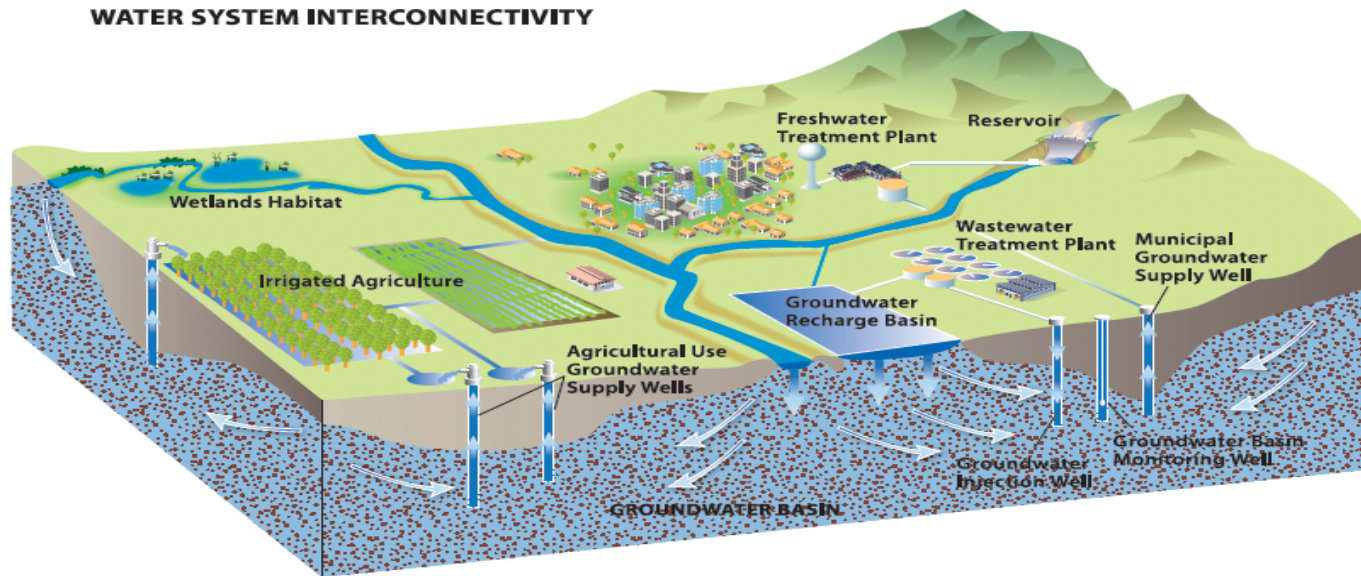 WATER SYSTEM INTERCONNECTIVITY
Freshwater
Treatment Plant
Reservoir
Wetlands Habitat
Wastewater
Treatment Plant
Municipal
Groundwater
Supply Well
Irrigated Agriculture
Groundwater
Recharge Basin
Agricultural Use
Groundwater
Supply Wells
Groundwater Basin
Monitoring Well
Groundwater
Injection Well
GROUNDWATER BASIN